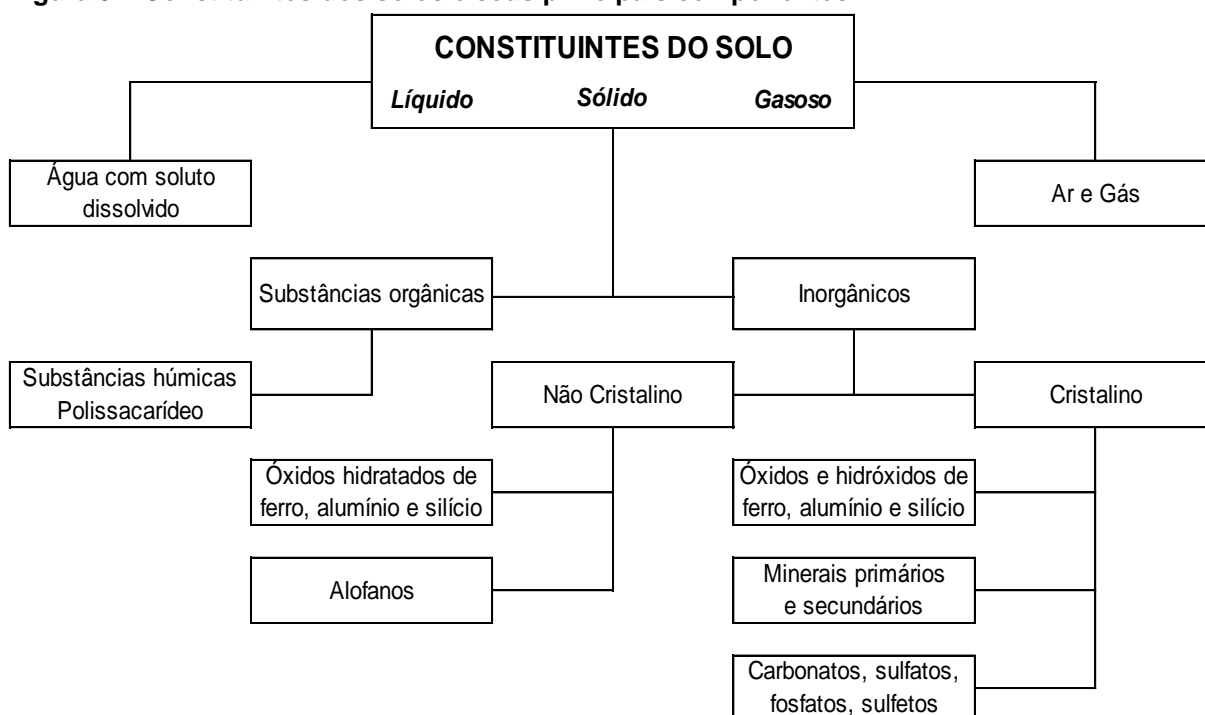 CONSTITUINTES DO SOLO
Líquido Sólido Gasoso
Água com soluto
dissolvido
Ar e Gás
Substâncias orgânicas
Inorgânicos
Substâncias húmicas
Polissacarídeo
Não Cristalino
Cristalino
Óxidos hidratados de
ferro, alumínio e silício
Óxidos e hidróxidos de
ferro, alumínio e silício
Alofanos
Minerais primários
e secundários
Carbonatos, sulfatos,
fosfatos, sulfetos